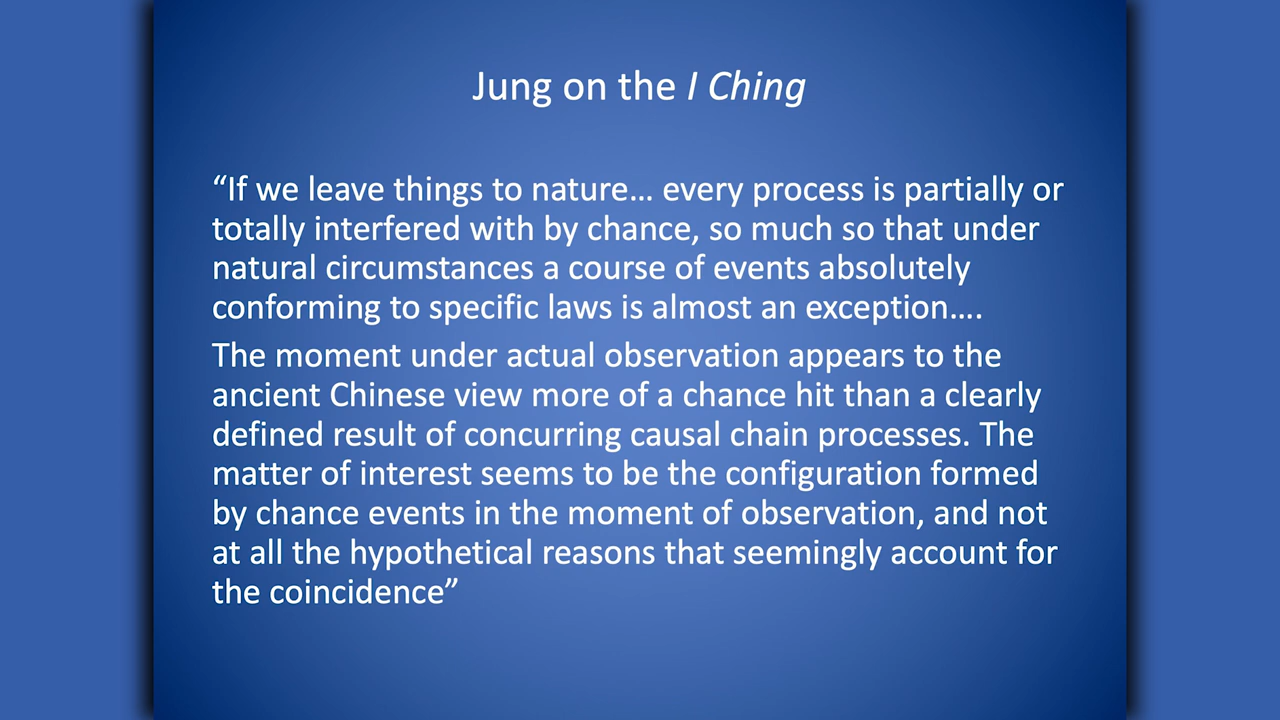 Jung on the I Ching
“If we leave things to nature… every process is partially or
totally interfered with by chance, so much so that under
natural circumstances a course of events absolutely
conforming to specific laws is almost an exception….
The moment under actual observation appears to the
ancient Chinese view more of a chance hit than a clearly
defined result of concurring causal chain processes. The
matter of interest seems to be the configuration formed
by chance events in the moment of observation, and not
at all the hypothetical reasons that seemingly account for
the coincidence”